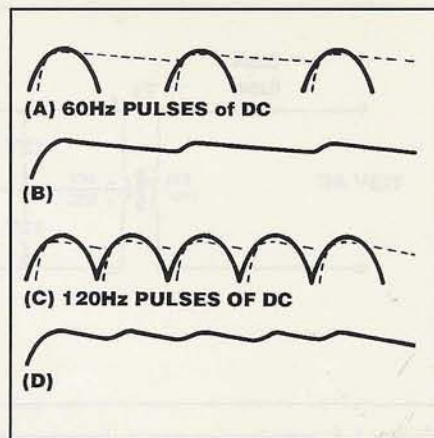 (A) 60Hz PULSES of DC
(B)
(C) 120Hz PULSES OF DC
(D)